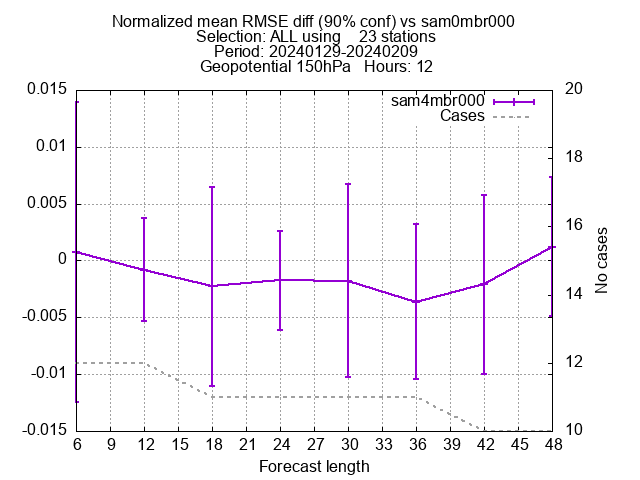 Normalized mean RMSE diff (90% conf) vs sam0mbr000
Selection: ALL using    23 stations
Period: 20240129-20240209
Geopotential 150hPa   Hours: 12
sam4mbr000
Cases
0.015
0.01
0.005
0
-0.005
-0.01
-0.015
20
18
16
14
12
10
No cases
6 9 12 15 18 21 24 27 30 33 36 39 42 45 48
Forecast length